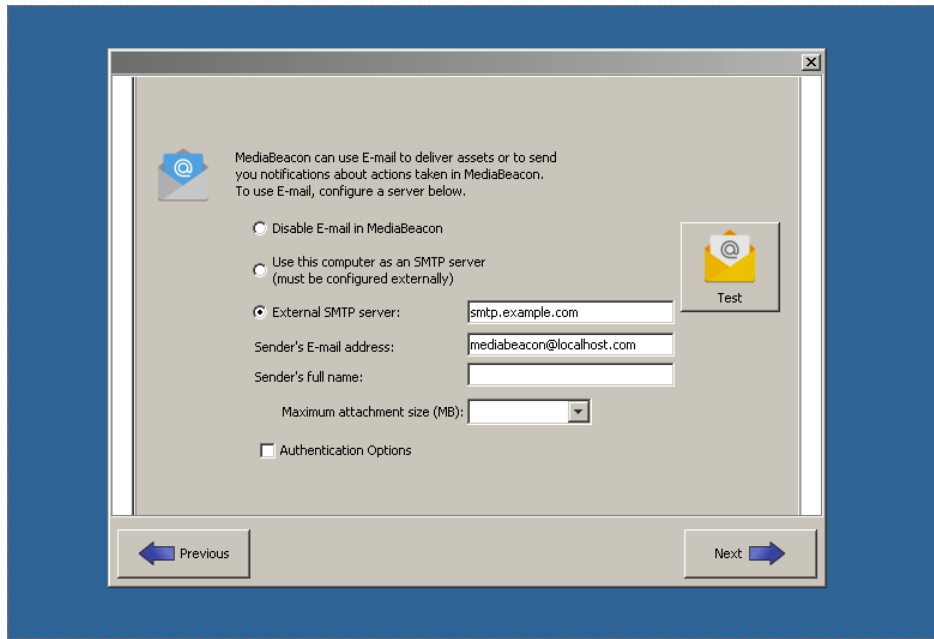 MediaBeacon can use E-mail to deliver assets or to send
you notifications about actions taken in MediaBeacon.
To use E-mail, configure a server below.
Disable E-mail in MediaBeacon
Use this computer as an SMTP server
(must be configured externally)
External SMTP server: smtp.example.com
Test
Sender's E-mail address: mediabeacon@localhost.com
Sender's full name:
Maximum attachment size (MB):
Authentication Options
Previous
Next